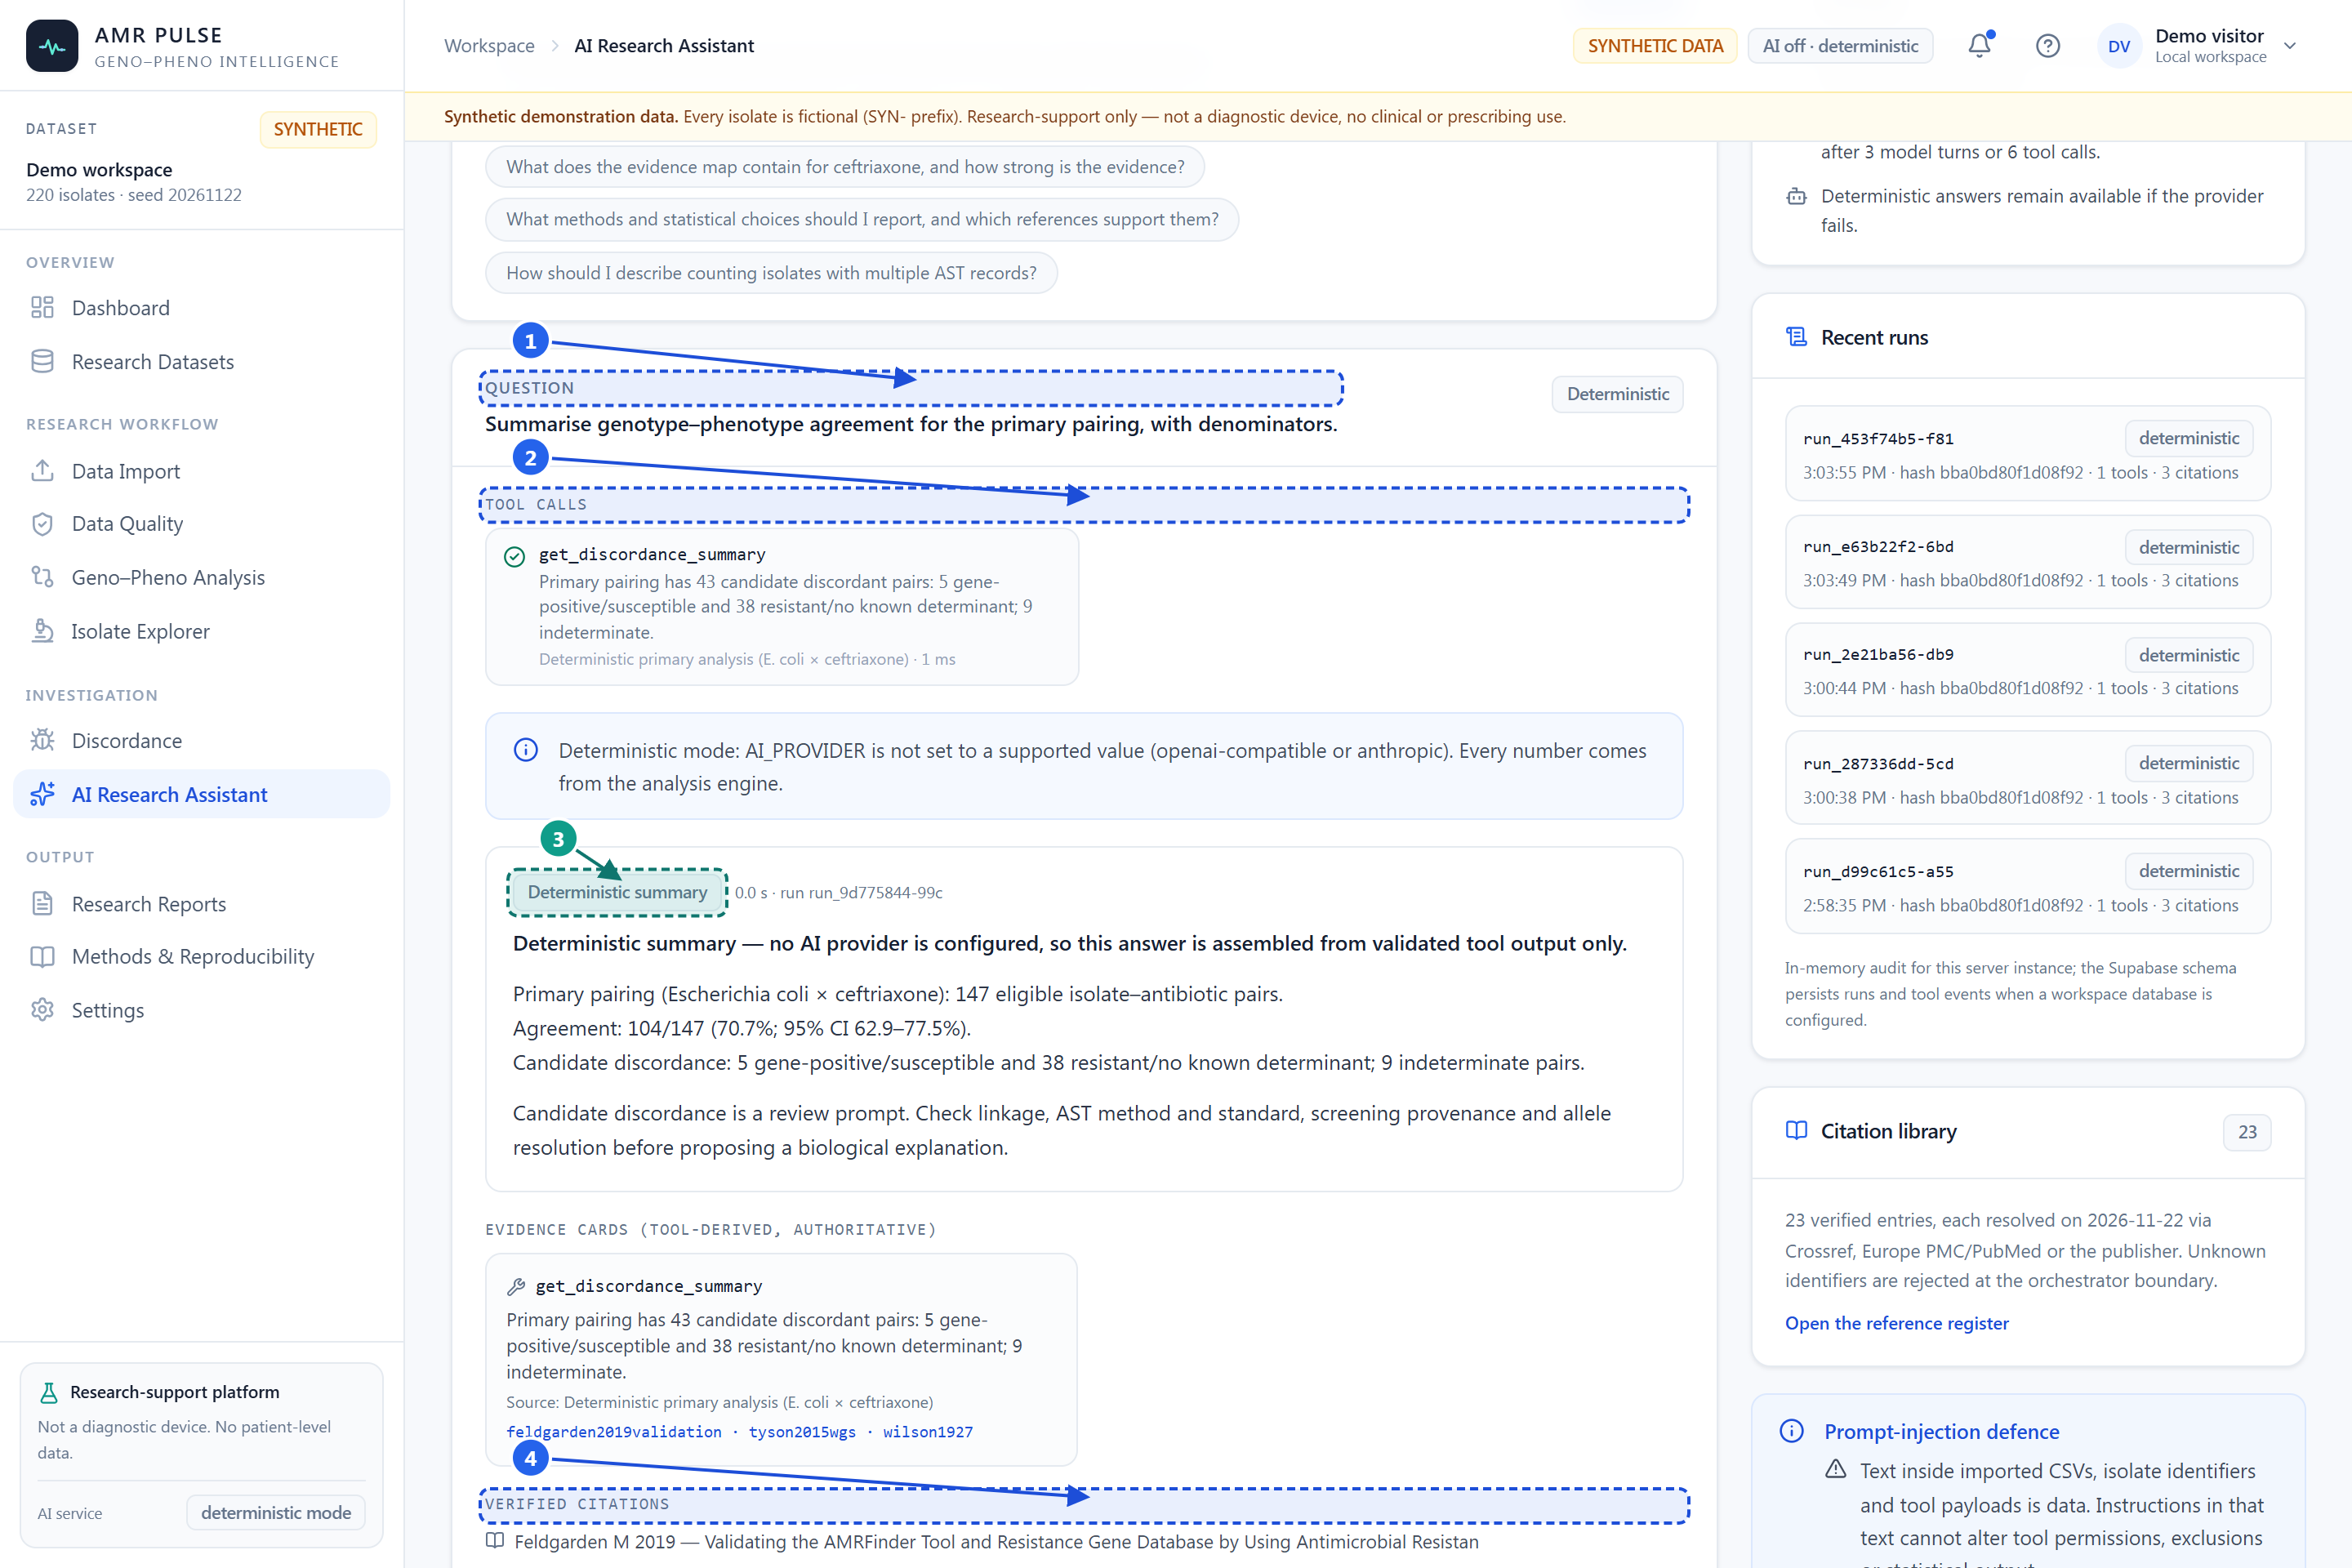 AMR PULSE
GENO–PHENO INTELLIGENCE
DATASET
SYNTHETIC
Demo workspace
220 isolates · seed 20261122
OVERVIEW
Dashboard
Research Datasets
RESEARCH WORKFLOW
Data Import
Data Quality
Geno–Pheno Analysis
Isolate Explorer
INVESTIGATION
Discordance
AI Research Assistant
OUTPUT
Research Reports
Methods & Reproducibility
Settings
Research-support platform
Not a diagnostic device. No patient-level
data.
AI service
deterministic mode
Workspace
AI Research Assistant
SYNTHETIC DATA
AI off · deterministic
DV
Demo visitor
Local workspace
Synthetic demonstration data. Every isolate is fictional (SYN- prefix). Research-support only — not a diagnostic device, no clinical or prescribing use.
What does the evidence map contain for ceftriaxone, and how strong is the evidence?
What methods and statistical choices should I report, and which references support them?
How should I describe counting isolates with multiple AST records?
1
QUESTION
Deterministic
Summarise genotype–phenotype agreement for the primary pairing, with denominators.
2
TOOL CALLS
get_discordance_summary
Primary pairing has 43 candidate discordant pairs: 5 gene-
positive/susceptible and 38 resistant/no known determinant; 9
indeterminate.
Deterministic primary analysis (E. coli × ceftriaxone) · 1 ms
Deterministic mode: AI_PROVIDER is not set to a supported value (openai-compatible or anthropic). Every number comes
from the analysis engine.
3
Deterministic summary
0.0 s · run run_9d775844-99c
Deterministic summary — no AI provider is configured, so this answer is assembled from validated tool output only.
Primary pairing (Escherichia coli × ceftriaxone): 147 eligible isolate–antibiotic pairs.
Agreement: 104/147 (70.7%; 95% CI 62.9–77.5%).
Candidate discordance: 5 gene-positive/susceptible and 38 resistant/no known determinant; 9 indeterminate pairs.
Candidate discordance is a review prompt. Check linkage, AST method and standard, screening provenance and allele
resolution before proposing a biological explanation.
EVIDENCE CARDS (TOOL-DERIVED, AUTHORITATIVE)
get_discordance_summary
Primary pairing has 43 candidate discordant pairs: 5 gene-
positive/susceptible and 38 resistant/no known determinant; 9
indeterminate.
Source: Deterministic primary analysis (E. coli × ceftriaxone)
feldgarden2019validation · tyson2015wgs · wilson1927
4
VERIFIED CITATIONS
Feldgarden M 2019 — Validating the AMRFinder Tool and Resistance Gene Database by Using Antimicrobial Resistan
after 3 model turns or 6 tool calls.
Deterministic answers remain available if the provider
fails.
Recent runs
run_453f74b5-f81
deterministic
3:03:55 PM · hash bba0bd80f1d08f92 · 1 tools · 3 citations
run_e63b22f2-6bd
deterministic
3:03:49 PM · hash bba0bd80f1d08f92 · 1 tools · 3 citations
run_2e21ba56-db9
deterministic
3:00:44 PM · hash bba0bd80f1d08f92 · 1 tools · 3 citations
run_287336dd-5cd
deterministic
3:00:38 PM · hash bba0bd80f1d08f92 · 1 tools · 3 citations
run_d99c61c5-a55
deterministic
2:58:35 PM · hash bba0bd80f1d08f92 · 1 tools · 3 citations
In-memory audit for this server instance; the Supabase schema
persists runs and tool events when a workspace database is
configured.
Citation library
23
23 verified entries, each resolved on 2026-11-22 via
Crossref, Europe PMC/PubMed or the publisher. Unknown
identifiers are rejected at the orchestrator boundary.
Open the reference register
Prompt-injection defence
Text inside imported CSVs, isolate identifiers
and tool payloads is data. Instructions in that
text cannot alter tool permissions, exclusions